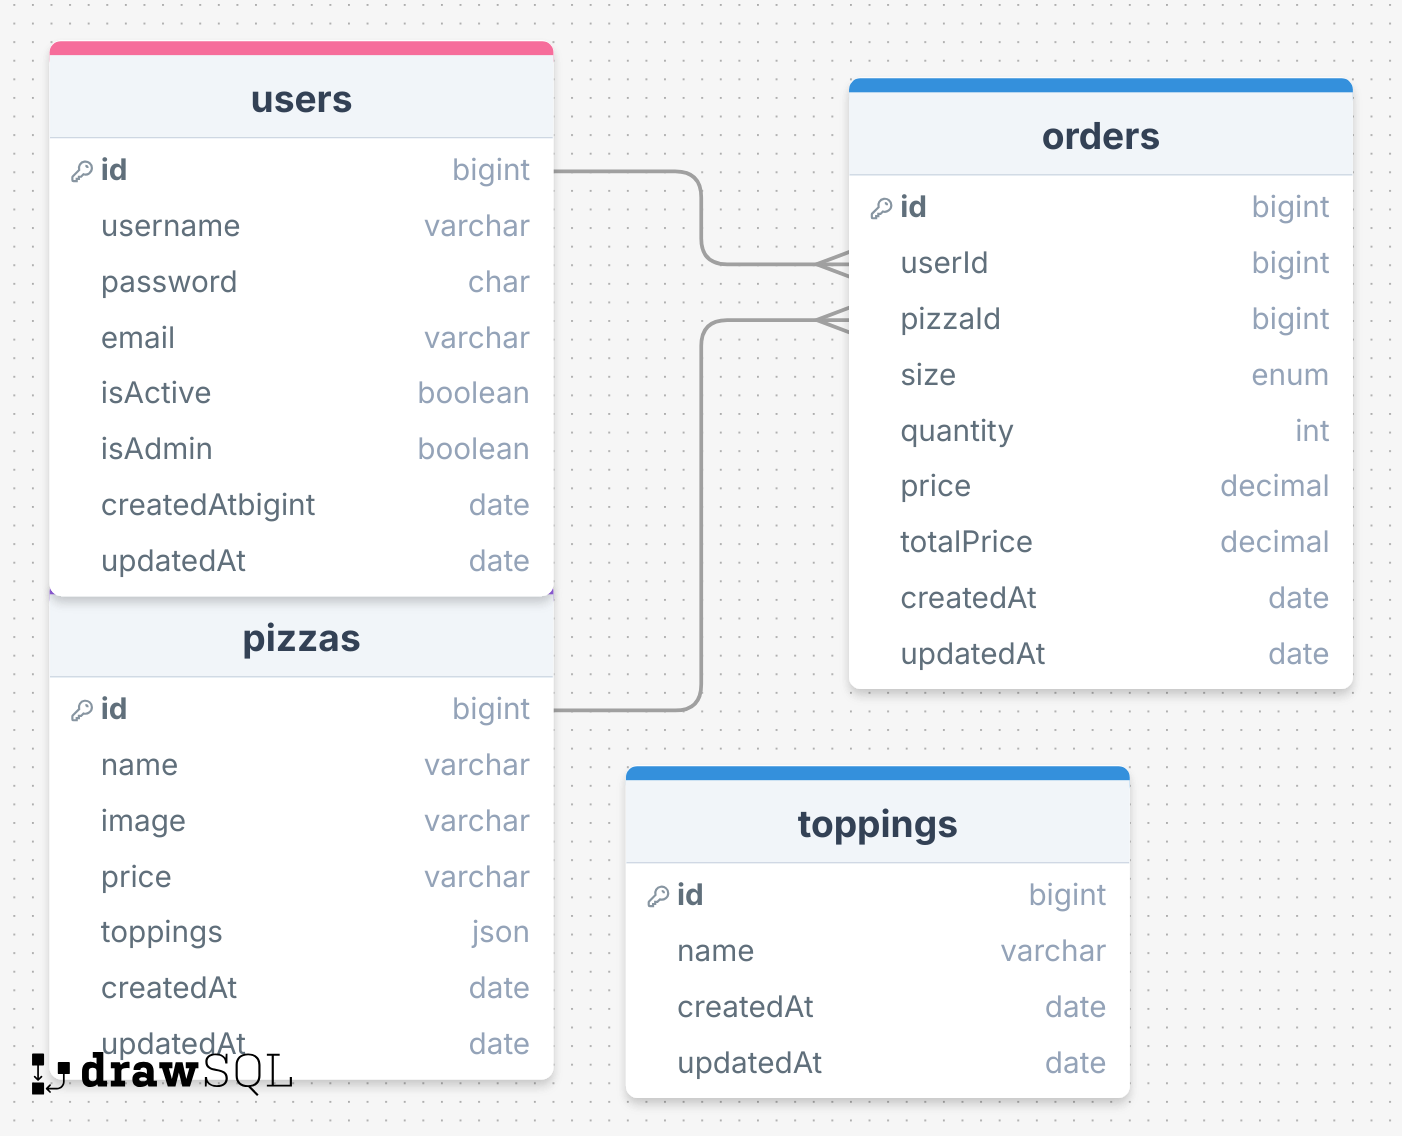 users
id bigint
username varchar
password char
email varchar
isActive boolean
isAdmin boolean
createdAtbigint date
updatedAt date
orders
id bigint
userId bigint
pizzaId bigint
size enum
quantity int
price decimal
totalPrice decimal
createdAt date
updatedAt date
pizzas
id bigint
name varchar
image varchar
price varchar
toppings json
createdAt date
updatedAt date
toppings
id bigint
name varchar
createdAt date
updatedAt date
drawSQL